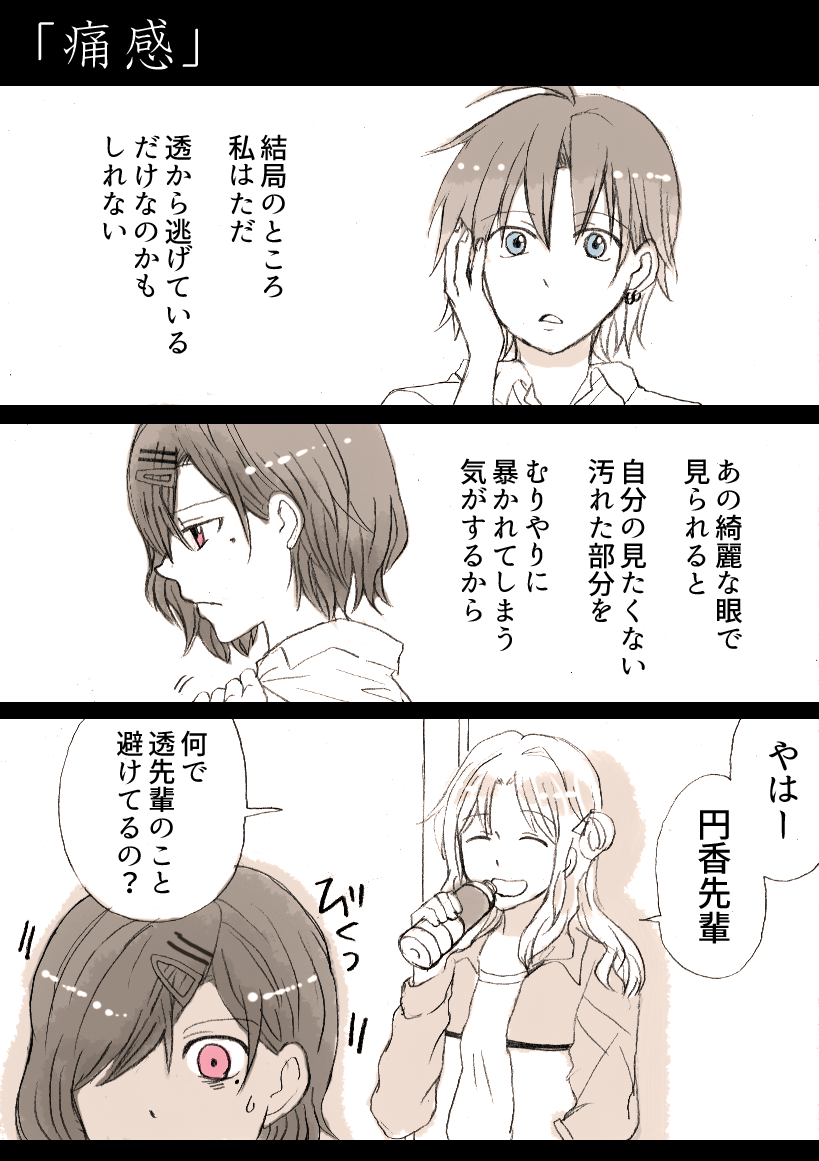 「痛感」
結局のところ
私はただ
透から逃げている
だけなのかも
しれない
あの綺麗な眼で
見られると
自分の見たくない
汚れた部分を
むりやりに
暴かれてしまう
気がするから
やはー
円香先輩
何で
透先輩のこと
避けてるの？
びくっ